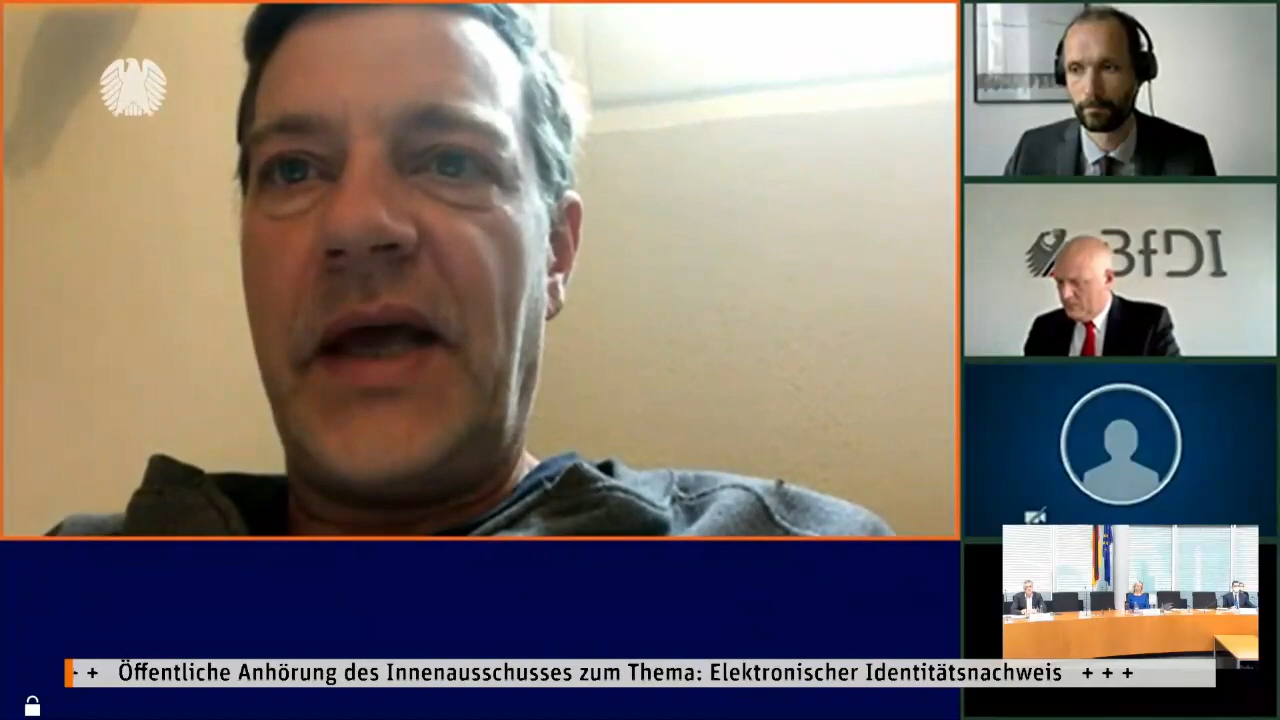 BfDI
+ + Öffentliche Anhörung des Innenausschusses zum Thema: Elektronischer Identitätsnachweis + + +